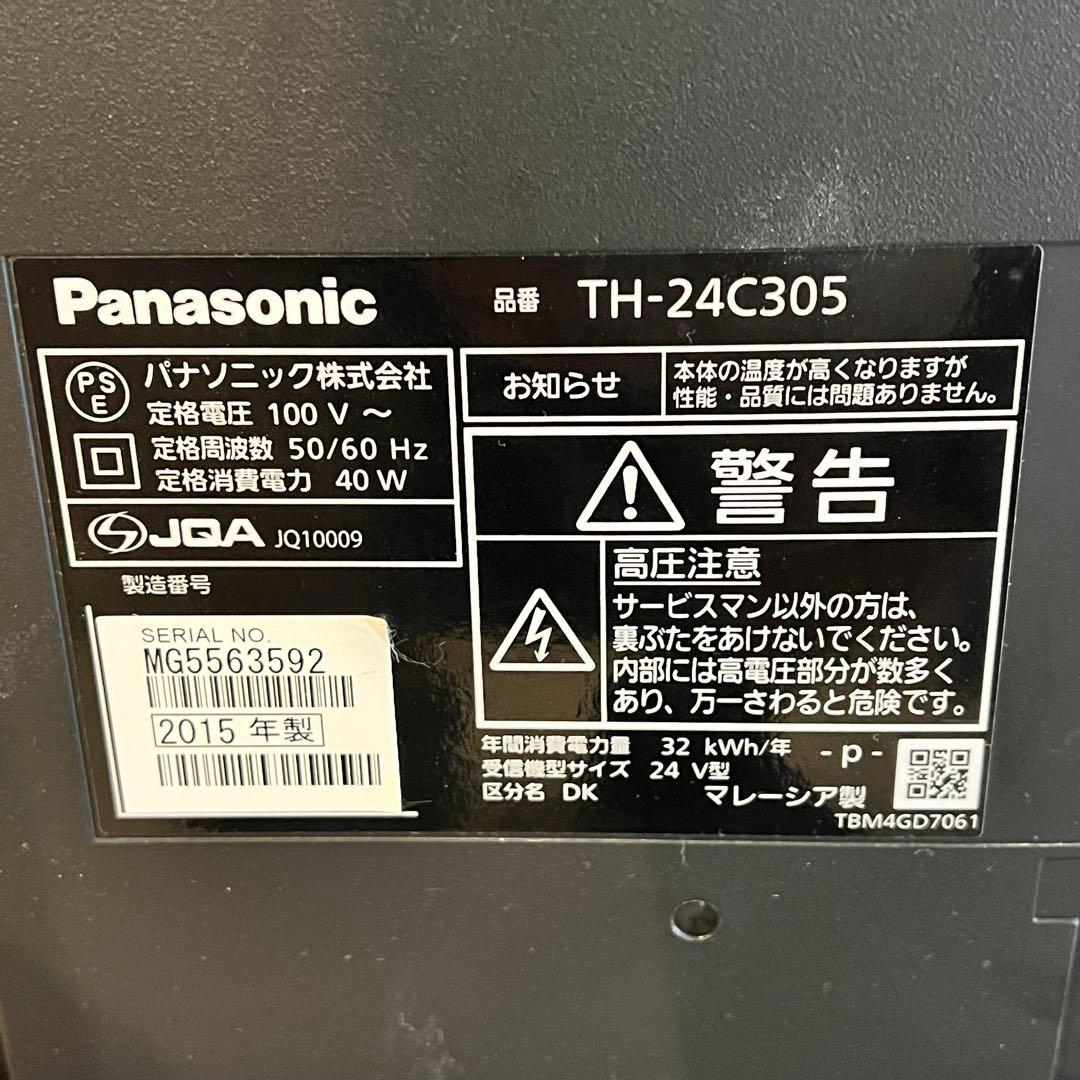 Panasonic
品番 TH-24C305
PS
E
パナソニック株式会社
定格電圧 100 V ～
定格周波数 50/60 Hz
定格消費電力 40 W
JQA JQ10009
製造番号
SERIAL NO.
MG5563592
2015 年製
お知らせ
本体の温度が高くなりますが
性能・品質には問題ありません。
警告
高圧注意
サービスマン以外の方は、
裏ぶたをあけないでください。
内部には高電圧部分が数多く
あり、万一さわると危険です。
年間消費電力量 32 kWh/年
受信機型サイズ 24 V型
区分名 DK
- p -
マレーシア製
TBM4GD7061